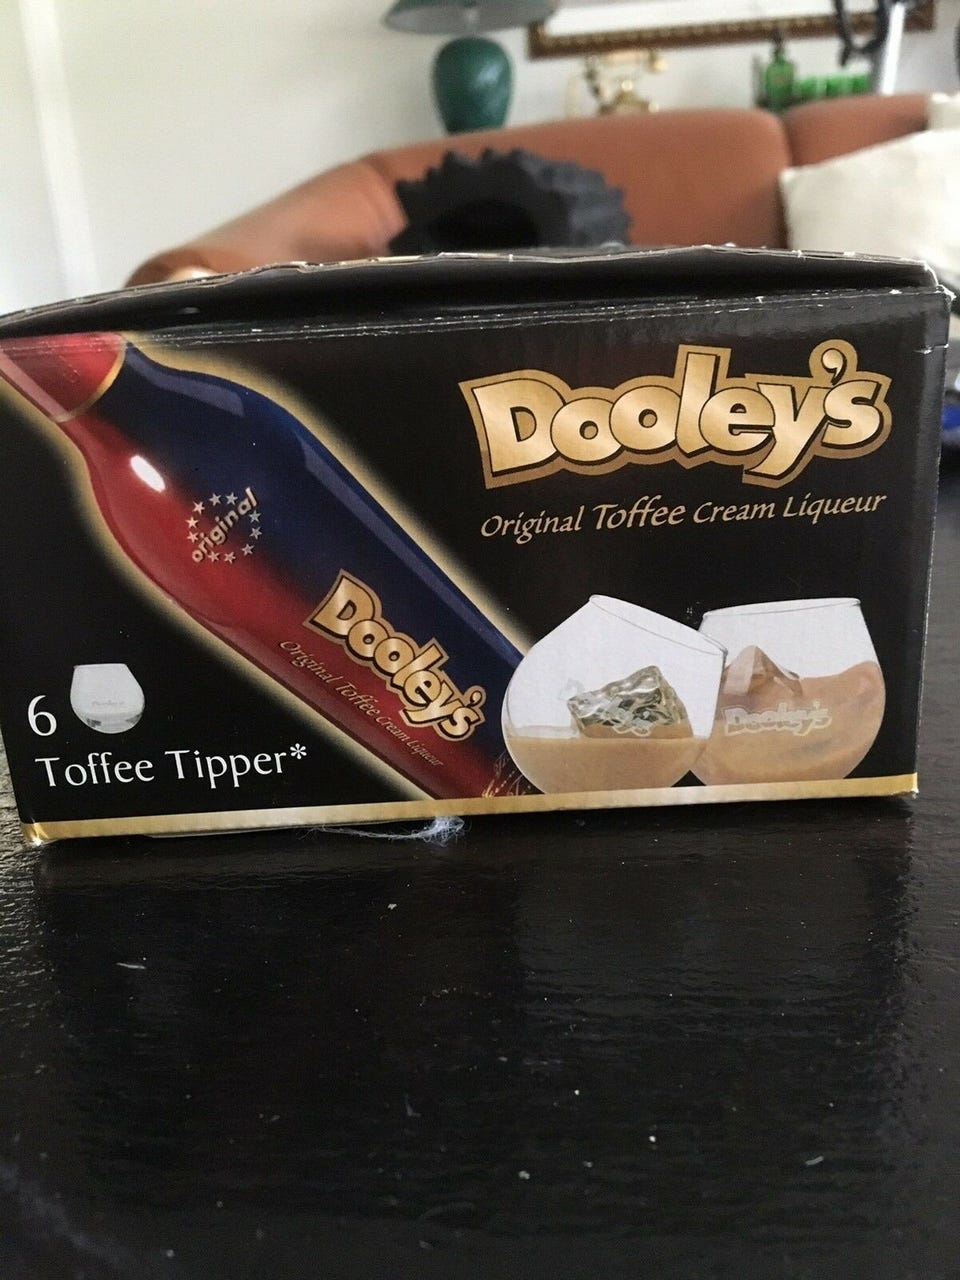 Dooley's
Original Toffee Cream Liqueur
original
Dooley's
Original Toffee Cream Liqueur
Dooley's
6
Toffee Tipper*